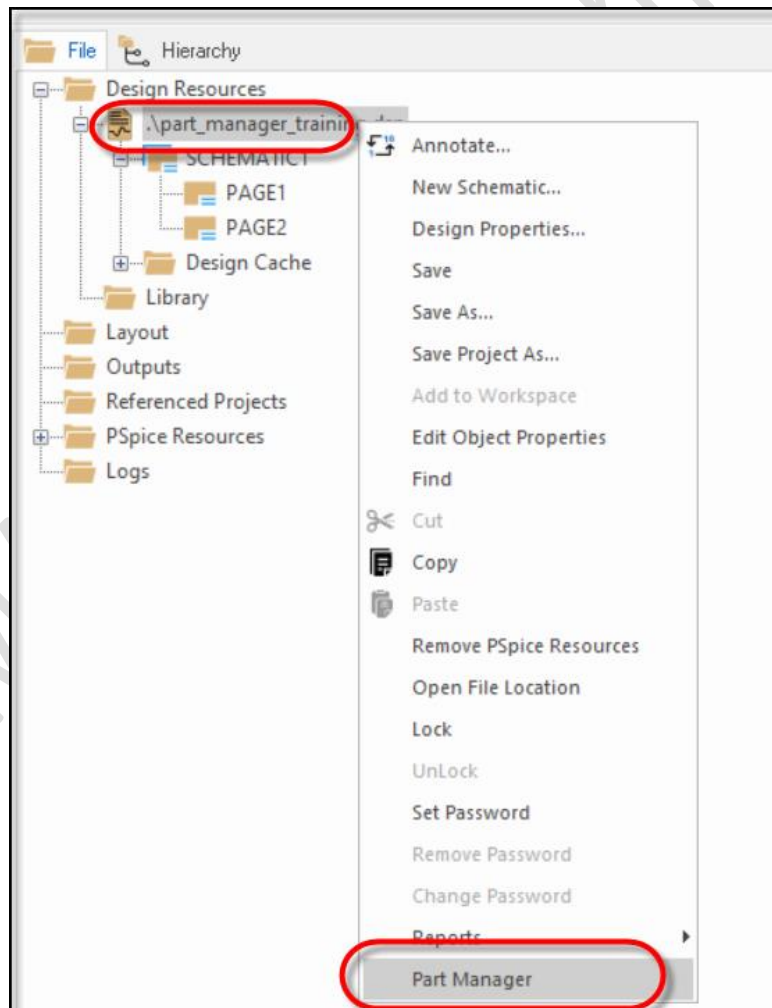 File Hierarchy
Design Resources
.\part_manager_training.dsn
SCHEMATIC1
PAGE1
PAGE2
Design Cache
Library
Layout
Outputs
Referenced Projects
PSpice Resources
Logs
Annotate...
New Schematic...
Design Properties...
Save
Save As...
Save Project As...
Add to Workspace
Edit Object Properties
Find
Cut
Copy
Paste
Remove PSpice Resources
Open File Location
Lock
UnLock
Set Password
Remove Password
Change Password
Reports
Part Manager